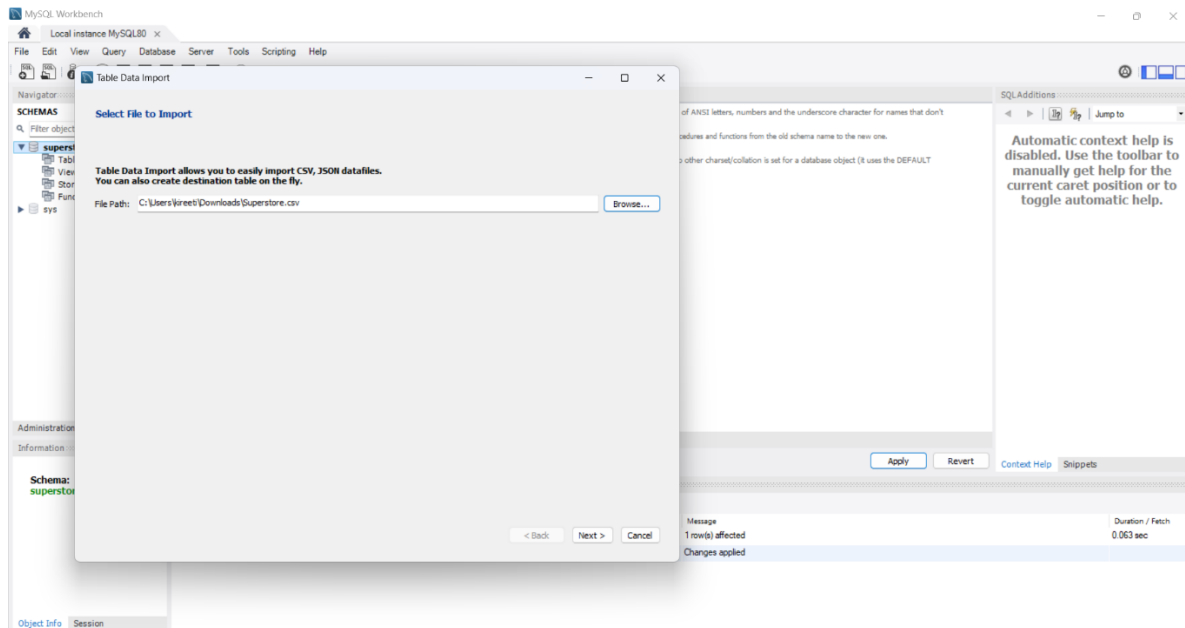 MySQL Workbench
Local instance MySQL80 ×
File Edit View Query Database Server Tools Scripting Help
Table Data Import
Navigator
SCHEMAS
Filter object
superst
Tabl
View
Stor
Func
sys
Select File to Import
Table Data Import allows you to easily import CSV, JSON datafiles.
You can also create destination table on the fly.
File Path: C:\Users\kireeti\Downloads\Superstore.csv Browse...
< Back Next > Cancel
of ANSI letters, numbers and the underscore character for names that don't
cedures and functions from the old schema name to the new one.
o other charset/collation is set for a database object (it uses the DEFAULT
Apply Revert
SQLAdditions
Jump to
Automatic context help is
disabled. Use the toolbar to
manually get help for the
current caret position or to
toggle automatic help.
Context Help Snippets
Administration
Information
Schema:
superstor
Message Duration / Fetch
1 row(s) affected 0.063 sec
Changes applied
Object Info Session